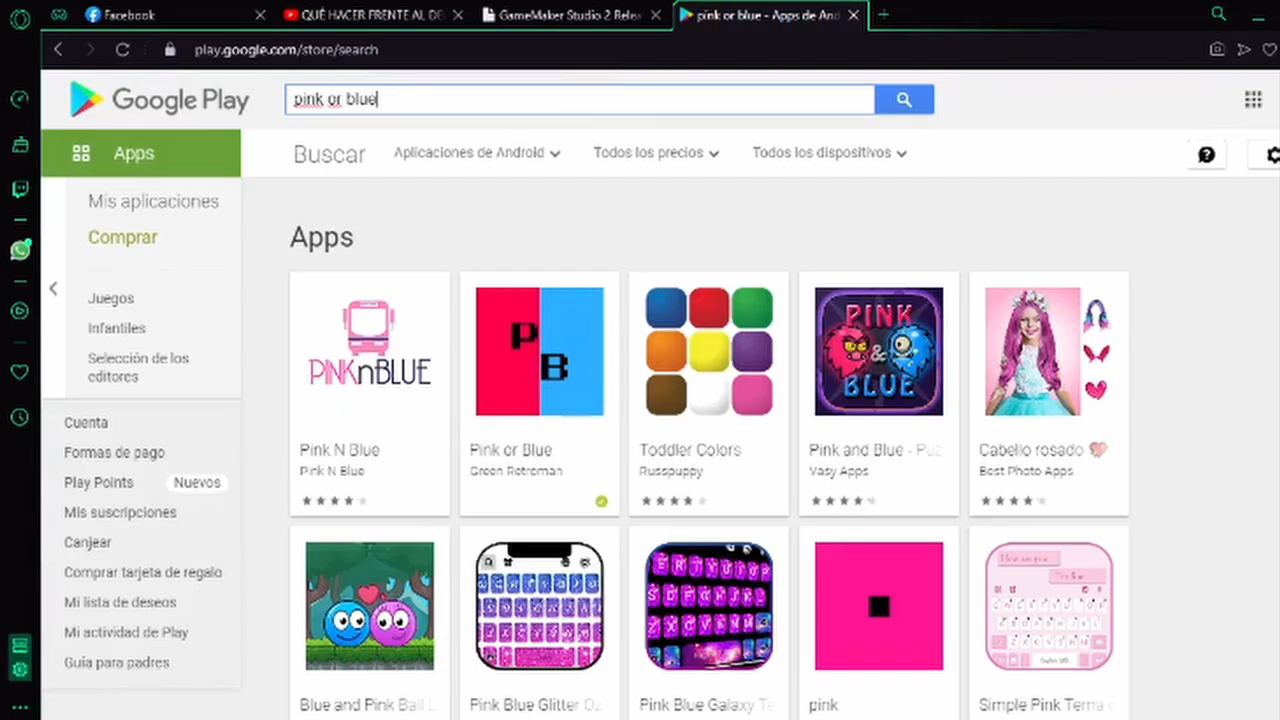 Facebook
QUÉ HACER FRENTE AL DE
GameMaker Studio 2 Relea
pink or blue - Apps de And
play.google.com/store/search
Google Play
pink or blue
Apps
Buscar
Aplicaciones de Android
Todos los precios
Todos los dispositivos
Mis aplicaciones
Comprar
Juegos
Infantiles
Selección de los
editores
Cuenta
Formas de pago
Play Points
Nuevos
Mis suscripciones
Canjear
Comprar tarjeta de regalo
Mi lista de deseos
Mi actividad de Play
Guía para padres
Apps
PINKnBLUE
Pink N Blue
Pink N Blue
P
B
Pink or Blue
Green Retroman
Toddler Colors
Russpuppy
PINK
&
BLUE
Pink and Blue - Puz
Vasy Apps
Cabello rosado
Best Photo Apps
Blue and Pink Ball L
Pink Blue Glitter Oz
Pink Blue Galaxy Te
pink
Simple Pink Tema c